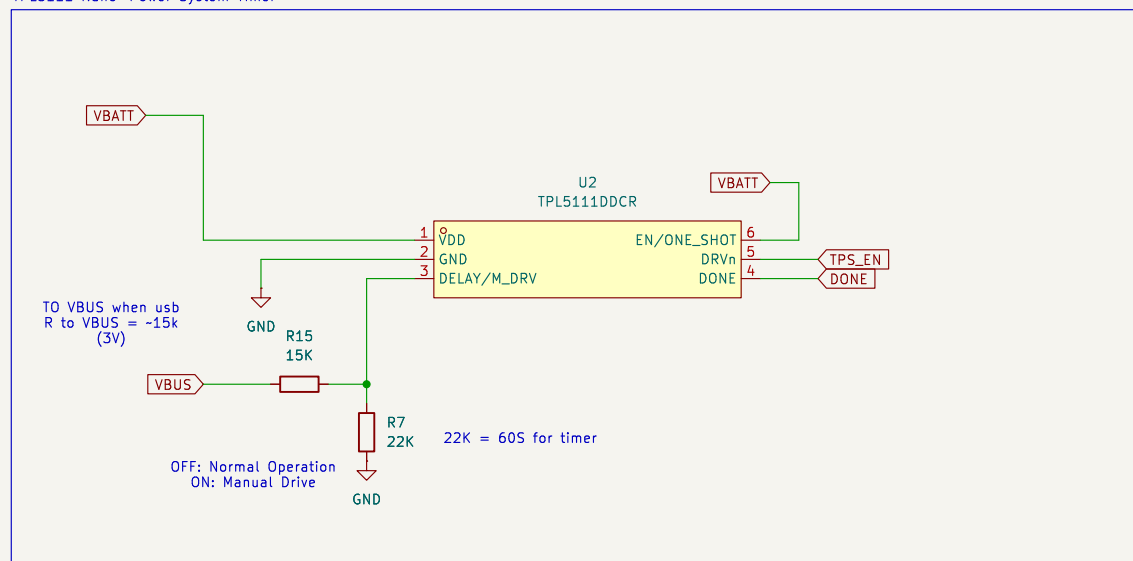 VBATT
U2
TPL5111DDCR
VBATT
1
VDD
EN/ONE_SHOT
6
2
GND
DRVn
5
TPS_EN
3
DELAY/M_DRV
DONE
4
DONE
TO VBUS when usb
R to VBUS = ~15k
(3V)
GND
R15
15K
VBUS
R7
22K
22K = 60S for timer
OFF: Normal Operation
ON: Manual Drive
GND